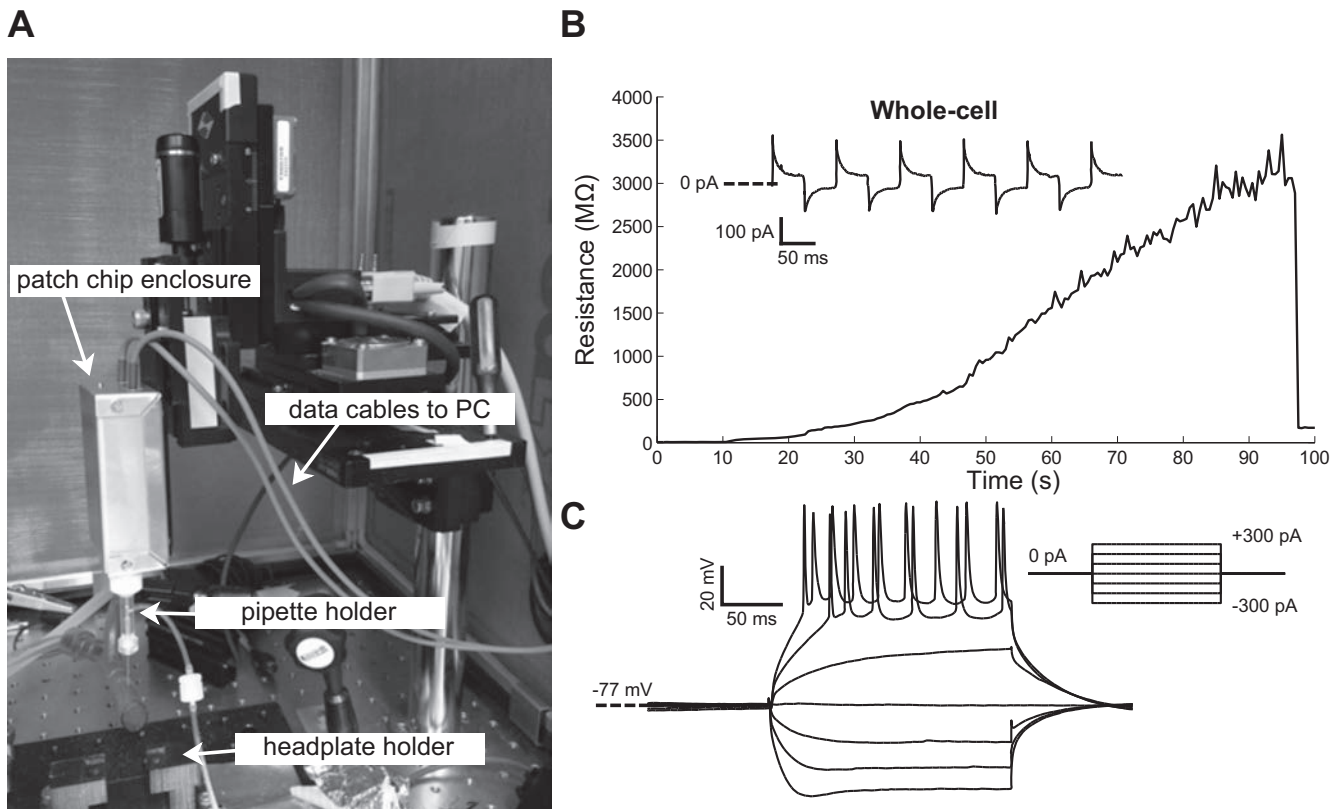 A
patch chip enclosure
data cables to PC
pipette holder
headplate holder
B
Whole-cell
0 pA
100 pA
50 ms
Resistance (MΩ)
4000
3500
3000
2500
2000
1500
1000
500
0
0 10 20 30 40 50 60 70 80 90 100
Time (s)
C
20 mV
50 ms
0 pA
+300 pA
-300 pA
-77 mV